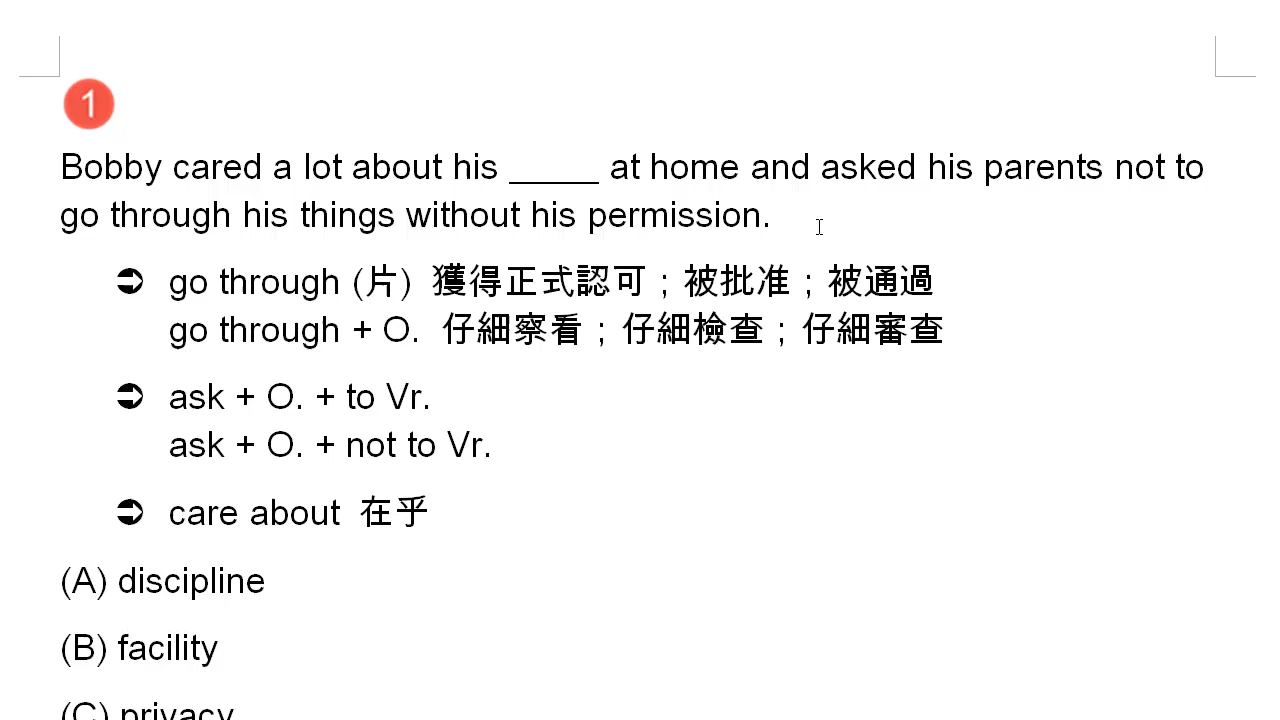 1
Bobby cared a lot about his _____ at home and asked his parents not to
go through his things without his permission.
➲ go through (片) 獲得正式認可；被批准；被通過
go through + O. 仔細察看；仔細檢查；仔細審查
➲ ask + O. + to Vr.
ask + O. + not to Vr.
➲ care about 在乎
(A) discipline
(B) facility
(C) privacy